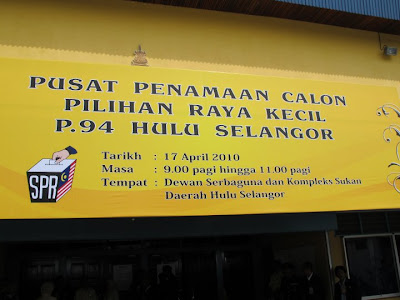 PUSAT PENAMAAN CALON
PILIHAN RAYA KECIL
P.94 HULU SELANGOR
Tarikh : 17 April 2010
Masa : 9.00 pagi hingga 11.00 pagi
Tempat : Dewan Serbaguna dan Kompleks Sukan
Daerah Hulu Selangor
SPR